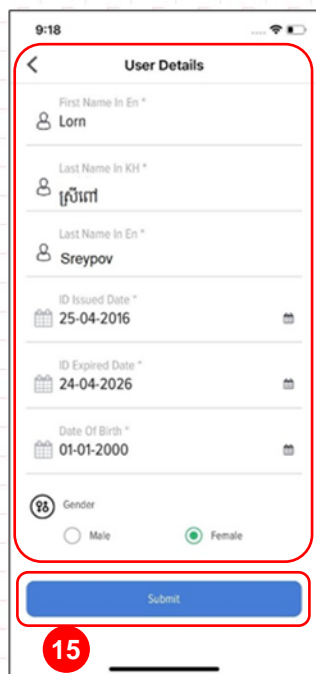 9:18
User Details
First Name In En *
Lorn
Last Name In KH *
ស្រីពៅ
Last Name In En *
Sreypov
ID Issued Date *
25-04-2016
ID Expired Date *
24-04-2026
Date Of Birth *
01-01-2000
Gender
Male Female
Submit
15